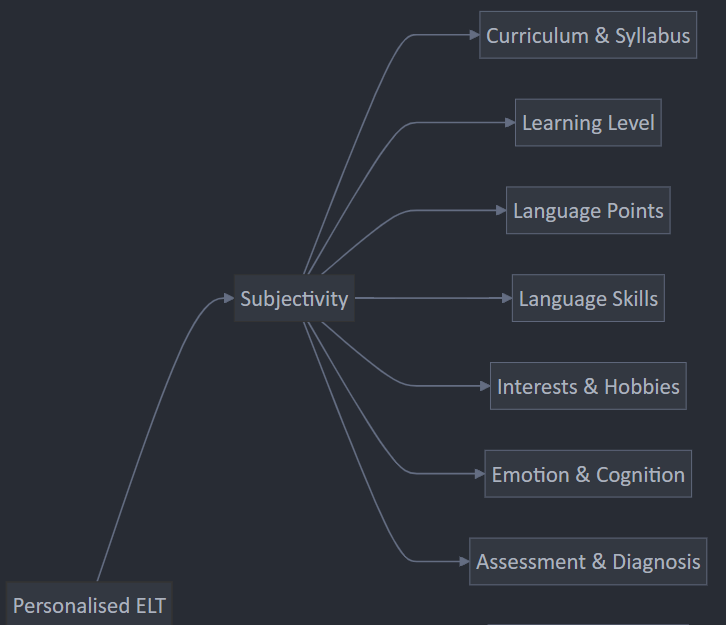 Curriculum & Syllabus
Learning Level
Language Points
Subjectivity
Language Skills
Interests & Hobbies
Emotion & Cognition
Assessment & Diagnosis
Personalised ELT